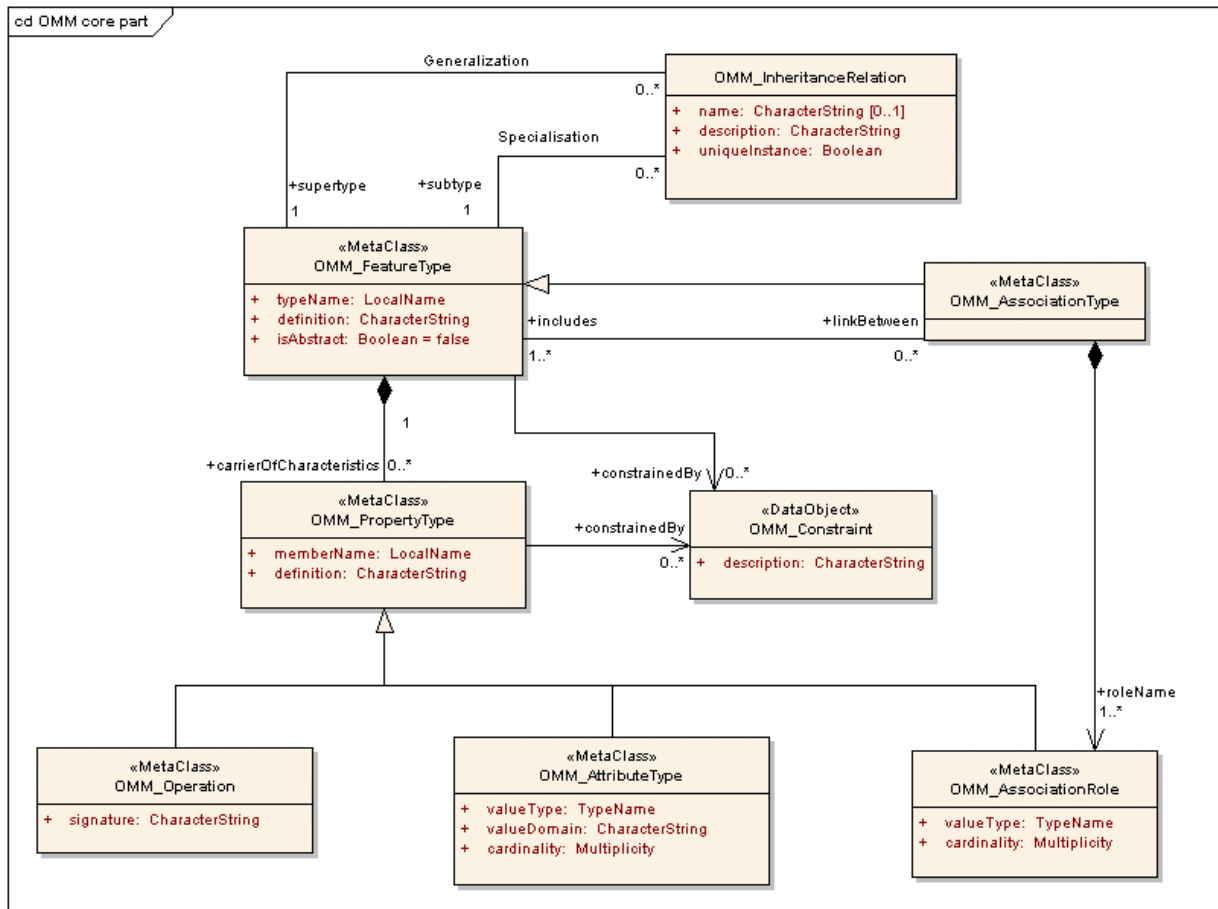 cd OMM core part
Generalization
0..*
OMM_InheritanceRelation
+ name: CharacterString [0..1]
+ description: CharacterString
+ uniqueInstance: Boolean
Specialisation
0..*
+supertype
1
+subtype
1
«MetaClass»
OMM_FeatureType
+ typeName: LocalName
+ definition: CharacterString
+ isAbstract: Boolean = false
«MetaClass»
OMM_AssociationType
+includes
1..*
+linkBetween
0..*
1
+carrierOfCharacteristics 0..*
+constrainedBy 0..*
«MetaClass»
OMM_PropertyType
+ memberName: LocalName
+ definition: CharacterString
+constrainedBy
0..*
«DataObject»
OMM_Constraint
+ description: CharacterString
+roleName
1..*
«MetaClass»
OMM_Operation
+ signature: CharacterString
«MetaClass»
OMM_AttributeType
+ valueType: TypeName
+ valueDomain: CharacterString
+ cardinality: Multiplicity
«MetaClass»
OMM_AssociationRole
+ valueType: TypeName
+ cardinality: Multiplicity